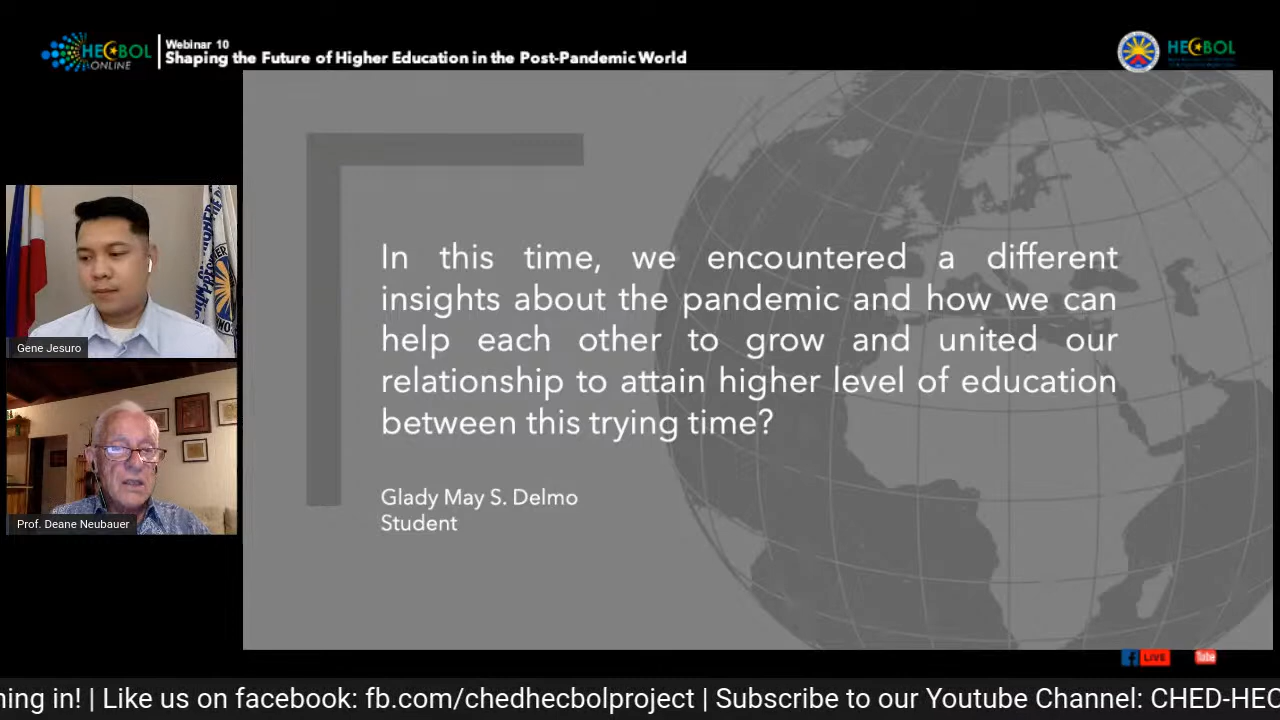 HECBOL
ONLINE
Webinar 10
Shaping the Future of Higher Education in the Post-Pandemic World
HECBOL
In this time, we encountered a different
insights about the pandemic and how we can
help each other to grow and united our
relationship to attain higher level of education
between this trying time?
Glady May S. Delmo
Student
Gene Jesuro
Prof. Deane Neubauer
LIVE
ning in! | Like us on facebook: fb.com/chedhecbolproject | Subscribe to our Youtube Channel: CHED-HEC